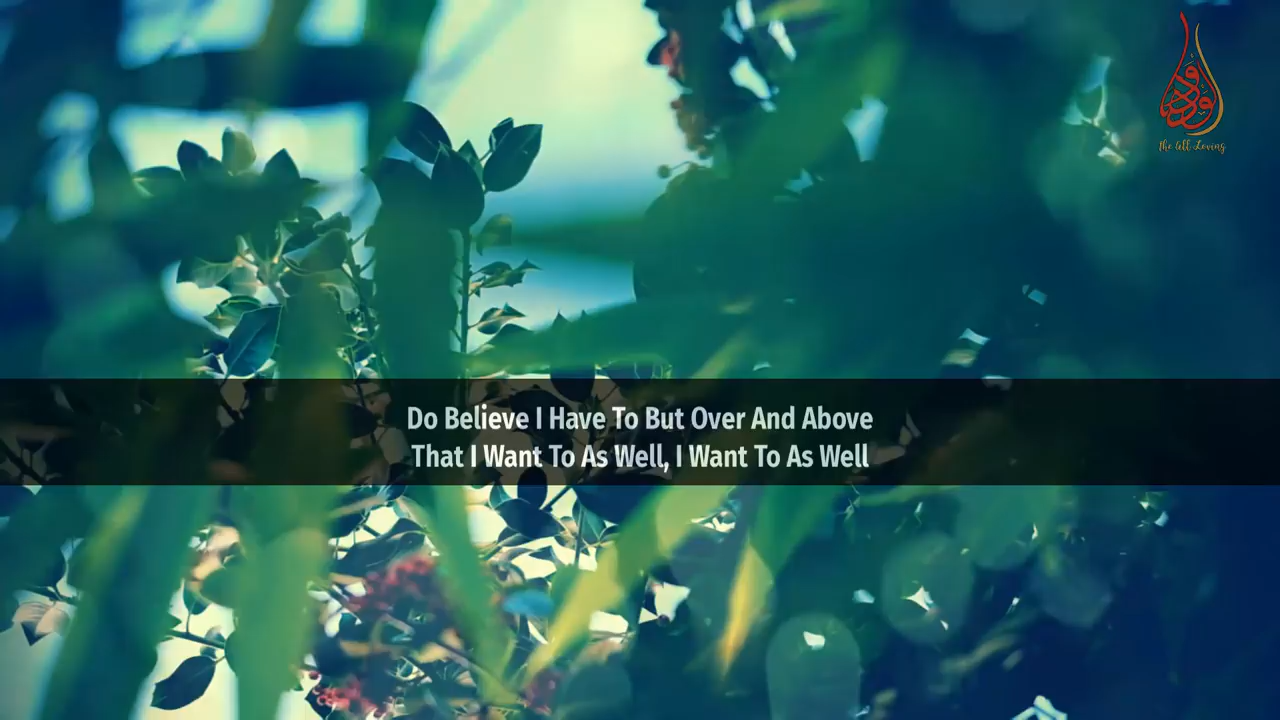 الودود
the All Loving
Do Believe I Have To But Over And Above
That I Want To As Well, I Want To As Well